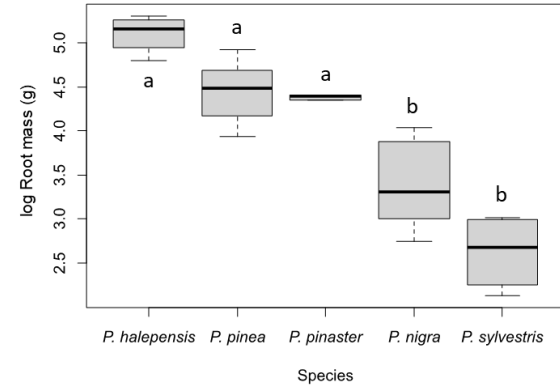 log Root mass (g)
5.0
4.5
4.0
3.5
3.0
2.5
a
a
a
b
b
P. halepensis P. pinea P. pinaster P. nigra P. sylvestris
Species